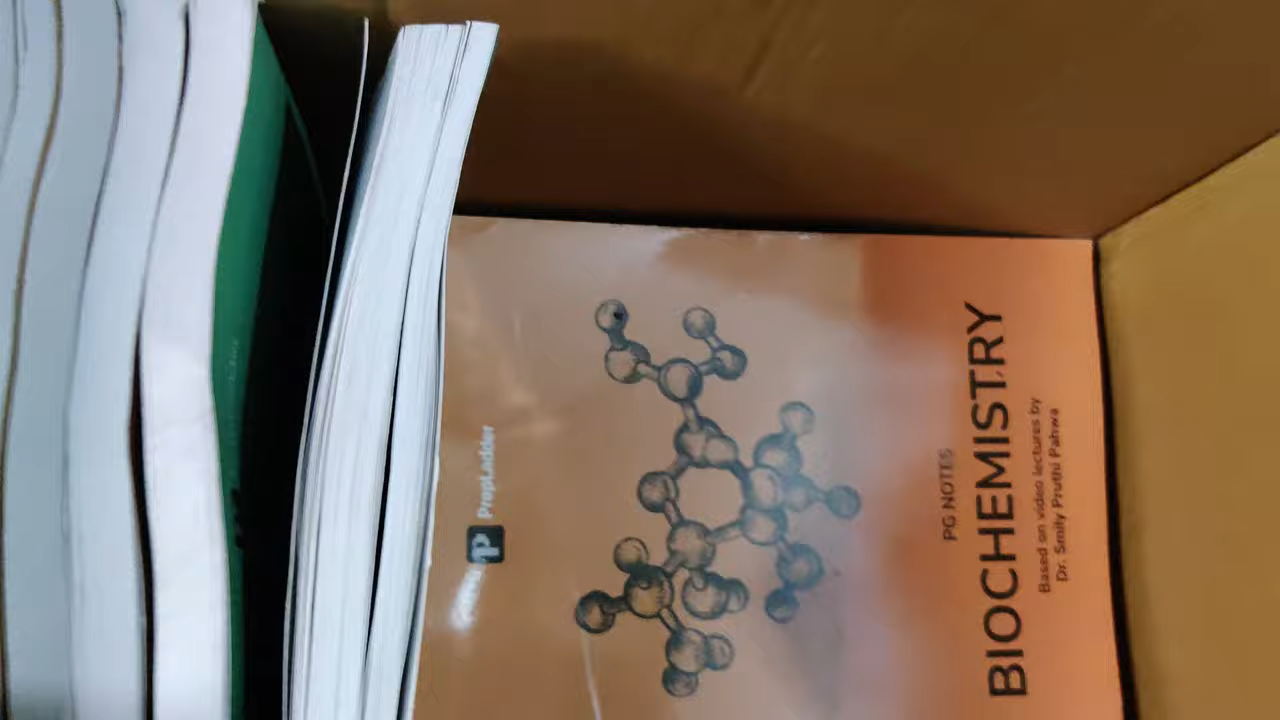 PG NOTES
BIOCHEMISTRY
Based on video lectures by
Dr. Smily Pruthi Pahwa
PrepLadder